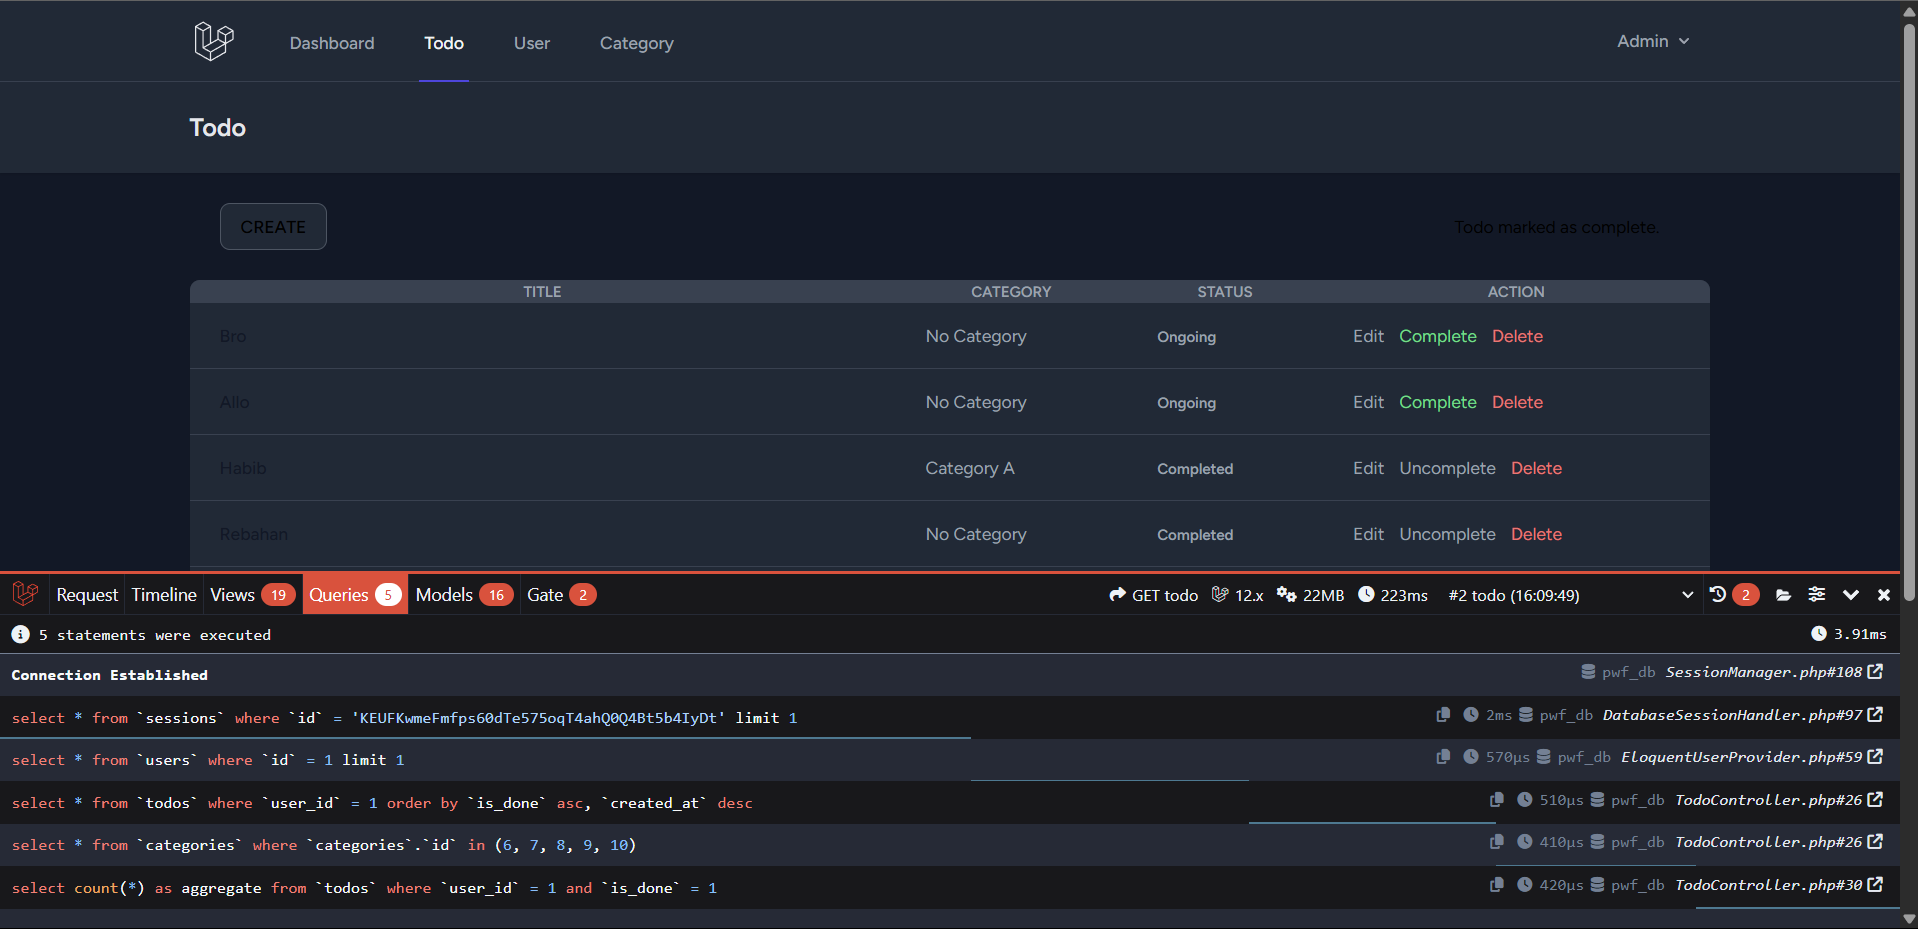 Dashboard Todo User Category Admin
Todo
CREATE Todo marked as complete.
TITLE CATEGORY STATUS ACTION
Bro No Category Ongoing Edit Complete Delete
Allo No Category Ongoing Edit Complete Delete
Habib Category A Completed Edit Uncomplete Delete
Rebahan No Category Completed Edit Uncomplete Delete
Request Timeline Views 19 Queries 5 Models 16 Gate 2 GET todo 12.x 22MB 223ms #2 todo (16:09:49) 2
5 statements were executed 3.91ms
Connection Established pwf_db SessionManager.php#108
select * from `sessions` where `id` = 'KEUFKwmeFmfps60dTe575oqT4ahQ0Q4Bt5b4IyDt' limit 1 2ms pwf_db DatabaseSessionHandler.php#97
select * from `users` where `id` = 1 limit 1 570μs pwf_db EloquentUserProvider.php#59
select * from `todos` where `user_id` = 1 order by `is_done` asc, `created_at` desc 510μs pwf_db TodoController.php#26
select * from `categories` where `categories`.`id` in (6, 7, 8, 9, 10) 410μs pwf_db TodoController.php#26
select count(*) as aggregate from `todos` where `user_id` = 1 and `is_done` = 1 420μs pwf_db TodoController.php#30